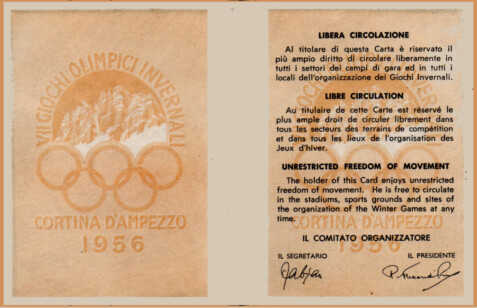 VII GIOCHI OLIMPICI INVERNALI
CORTINA D'AMPEZZO
1956
LIBERA CIRCOLAZIONE
Al titolare di questa Carta è riservato il
più ampio diritto di circolare liberamente in
tutti i settori dei campi di gara ed in tutti i
locali dell'organizzazione dei Giochi Invernali.
LIBRE CIRCULATION
Au titulaire de cette Carte est réservé le
plus ample droit de circuler librement dans
tous les secteurs des terrains de compétition
et dans tous les lieux de l'organisation des
Jeux d'hiver.
UNRESTRICTED FREEDOM OF MOVEMENT
The holder of this Card enjoys unrestricted
freedom of movement. He is free to circulate
in the stadiums, sports grounds and sites of
the organization of the Winter Games at any
time.
IL COMITATO ORGANIZZATORE
IL SEGRETARIO IL PRESIDENTE